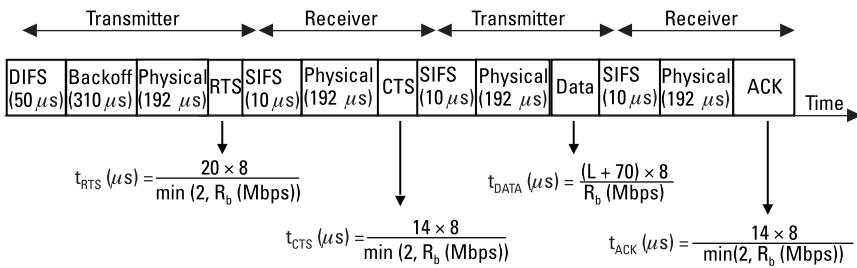 Transmitter Receiver Transmitter Receiver
DIFS Backoff Physical RTS SIFS Physical CTS SIFS Physical Data SIFS Physical ACK Time
(50 μs) (310 μs) (192 μs) (10 μs) (192 μs) (10 μs) (192 μs) (10 μs) (192 μs)
t_RTS (μs) = 20 × 8 / min (2, R_b (Mbps))
t_DATA (μs) = (L + 70) × 8 / R_b (Mbps)
t_CTS (μs) = 14 × 8 / min (2, R_b (Mbps))
t_ACK (μs) = 14 × 8 / min(2, R_b (Mbps))